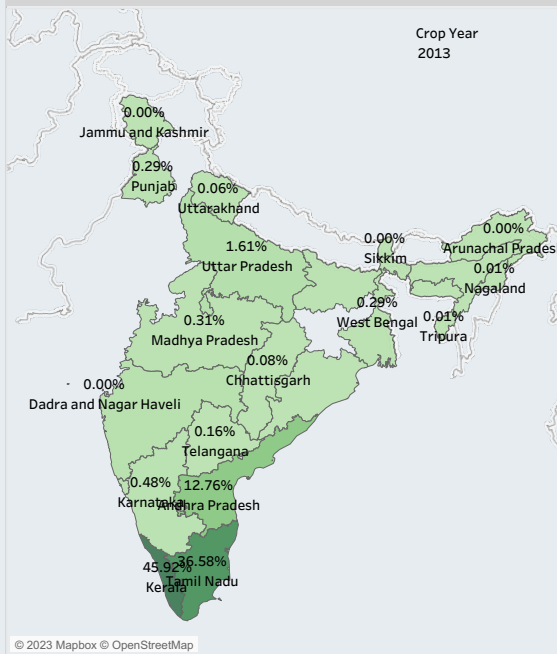 Crop Year
2013
0.00%
Jammu and Kashmir
0.29%
Punjab
0.06%
Uttarakhand
0.00%
Sikkim
0.00%
Arunachal Prades
1.61%
Uttar Pradesh
0.01%
Nagaland
0.29%
West Bengal
0.01%
Tripura
0.31%
Madhya Pradesh
0.08%
Chhattisgarh
0.00%
Dadra and Nagar Haveli
0.16%
Telangana
0.48%
Karnataka
12.76%
Andhra Pradesh
45.92%
Kerala
36.58%
Tamil Nadu
© 2023 Mapbox © OpenStreetMap